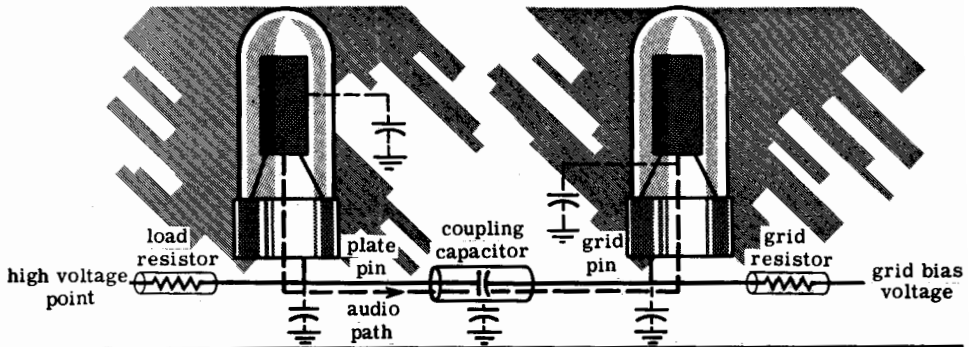 load
resistor
high voltage
point
plate
pin
audio
path
coupling
capacitor
grid
pin
grid
resistor
grid bias
voltage